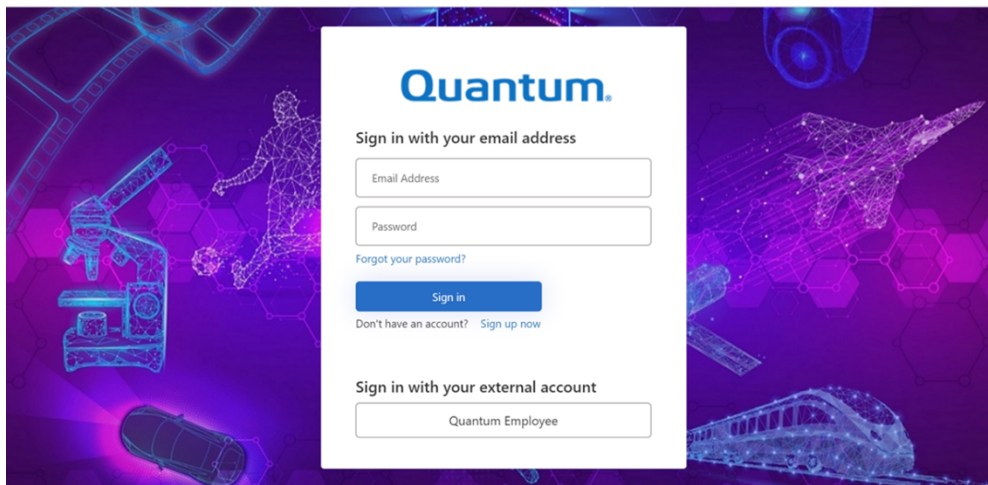 Quantum®
Sign in with your email address
Email Address
Password
Forgot your password?
Sign in
Don't have an account? Sign up now
Sign in with your external account
Quantum Employee